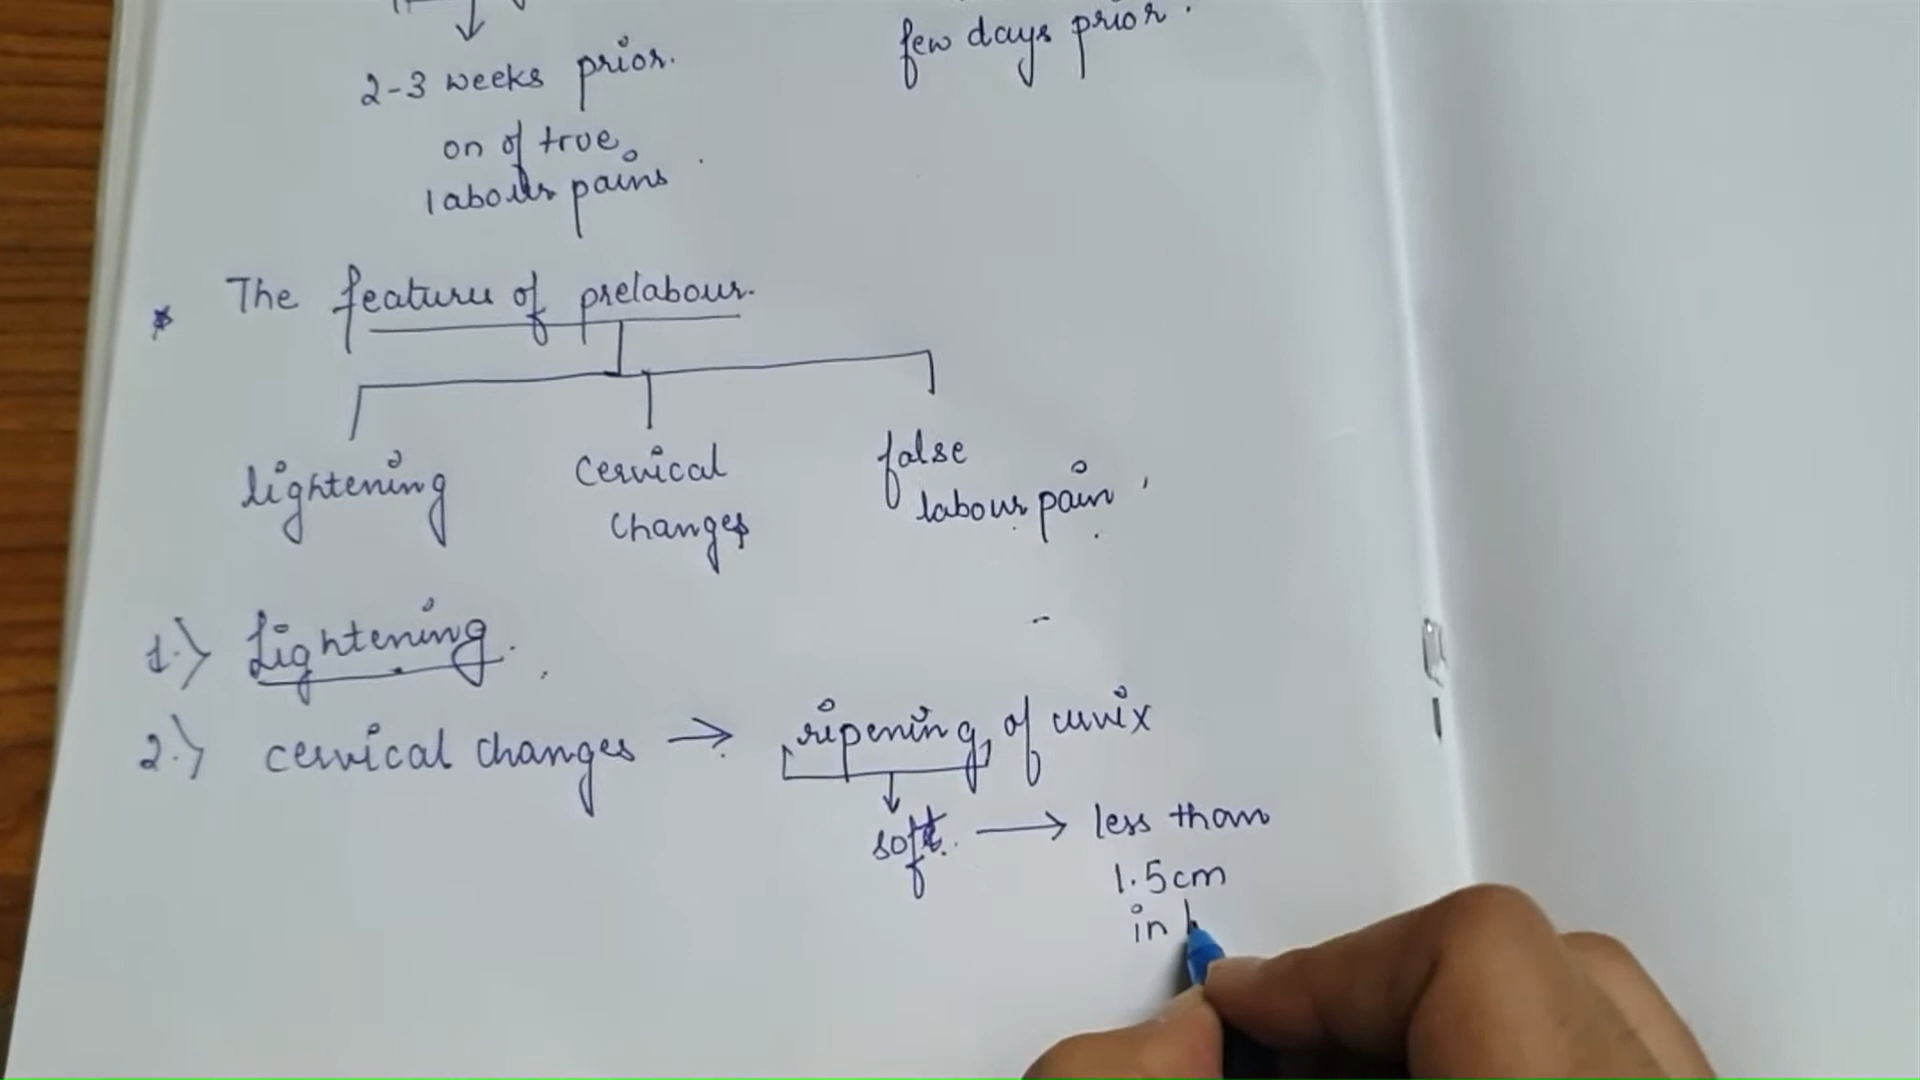 2-3 weeks prior.
on of true
labour pains
few days prior.
* The feature of prelabour.
lightening
cervical
changes
false
labour pain
1.) Lightening.
2.) cervical changes → ripening of cervix
soft. → less than
1.5cm
in